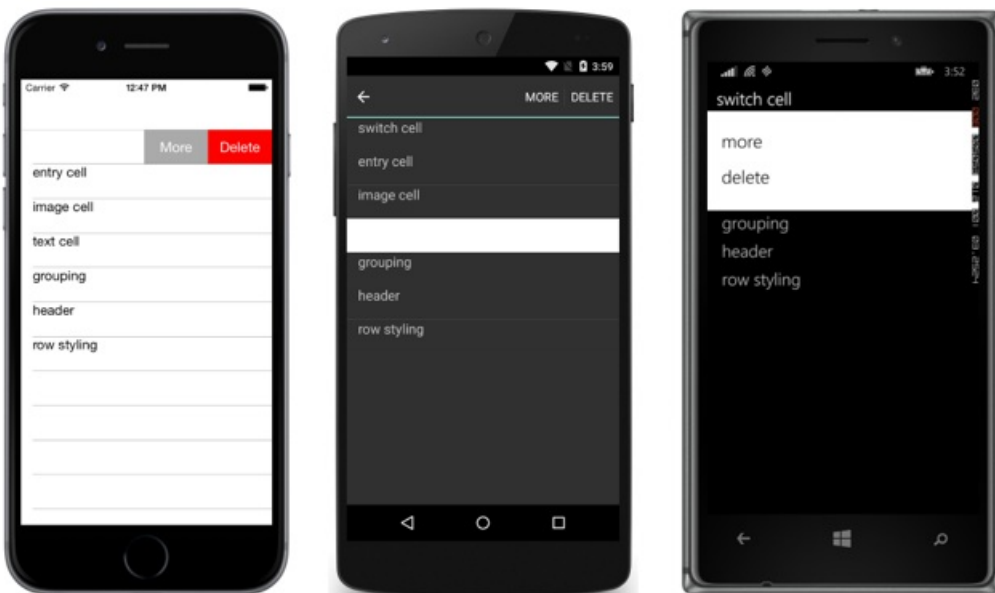 Carrier 12:47 PM
More Delete
entry cell
image cell
text cell
grouping
header
row styling
3:59
MORE DELETE
switch cell
entry cell
image cell
grouping
header
row styling
3:52
switch cell
more
delete
grouping
header
row styling